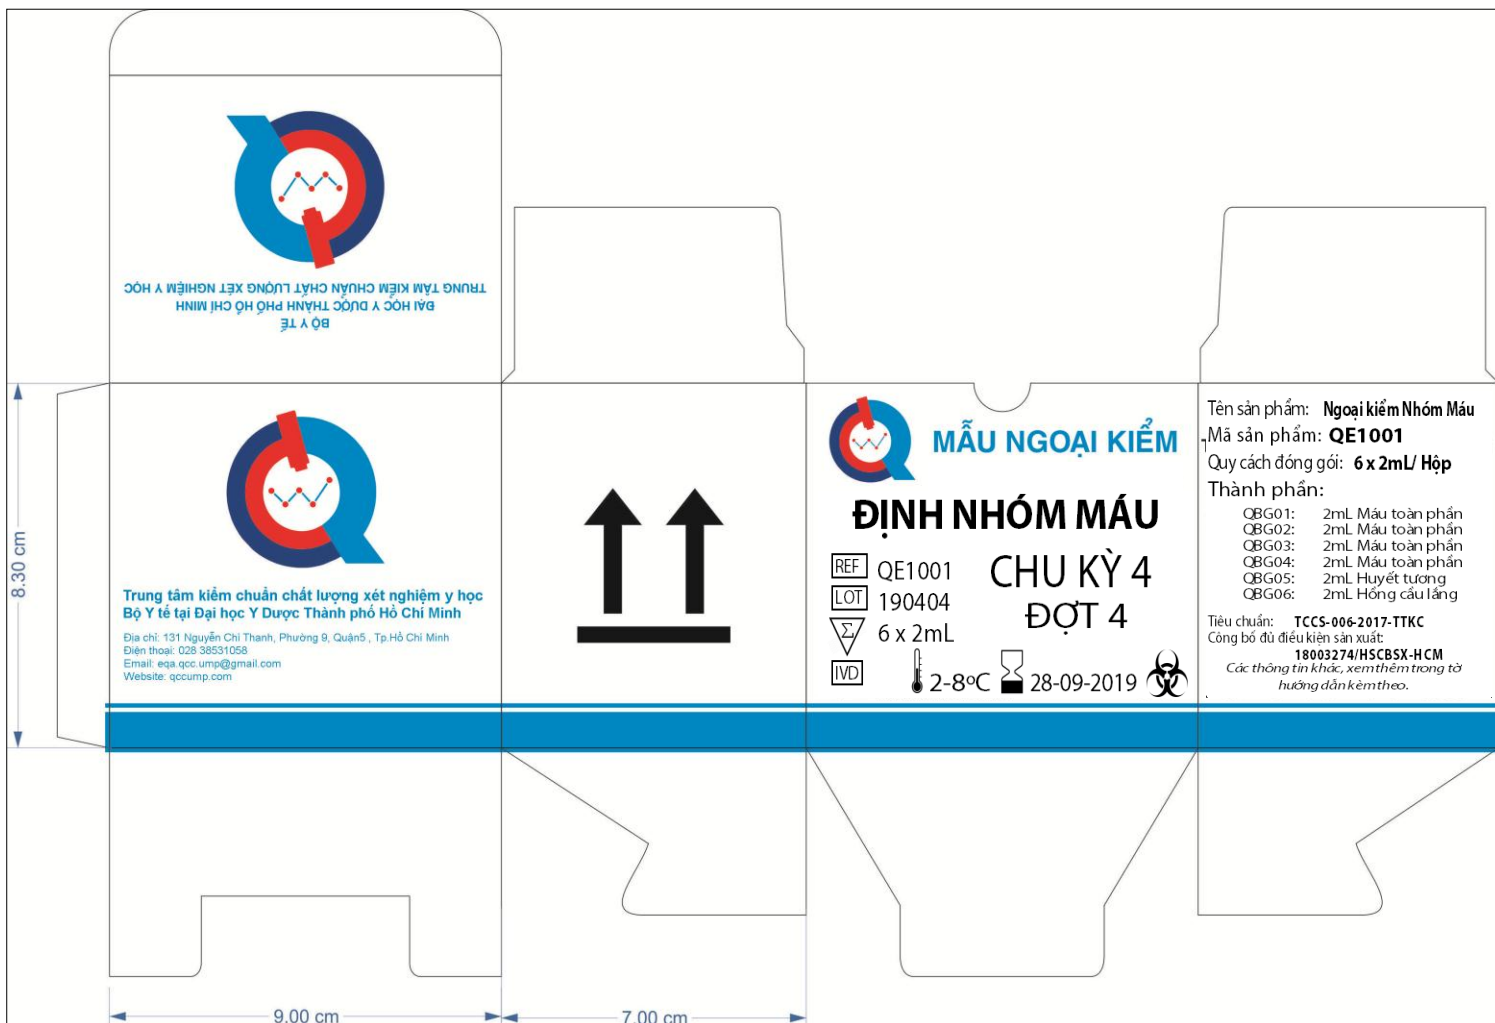 TRUNG TÂM KIỂM CHUẨN CHẤT LƯỢNG XÉT NGHIỆM Y HỌC
ĐẠI HỌC Y DƯỢC THÀNH PHỐ HỒ CHÍ MINH
BỘ Y TẾ
8.30 cm
Trung tâm kiểm chuẩn chất lượng xét nghiệm y học
Bộ Y tế tại Đại học Y Dược Thành phố Hồ Chí Minh
Địa chỉ: 131 Nguyễn Chi Thanh, Phường 9, Quận5 , Tp.Hồ Chi Minh
Điện thoại: 028 38531058
Email: eqa.qcc.ump@gmail.com
Website: qccump.com
MẪU NGOẠI KIỂM
ĐỊNH NHÓM MÁU
CHU KỲ 4
ĐỢT 4
REF QE1001
LOT 190404
Σ 6 x 2mL
IVD
2-8ºC
28-09-2019
Tên sản phẩm: Ngoại kiểm Nhóm Máu
Mã sản phẩm: QE1001
Quy cách đóng gói: 6 x 2mL/ Hộp
Thành phần:
QBG01: 2mL Máu toàn phần
QBG02: 2mL Máu toàn phần
QBG03: 2mL Máu toàn phần
QBG04: 2mL Máu toàn phần
QBG05: 2mL Huyết tương
QBG06: 2mL Hồng cầu lắng
Tiêu chuẩn: TCCS-006-2017-TTKC
Công bố đủ điều kiện sản xuất:
18003274/HSCBSX-HCM
Các thông tin khác, xem thêm trong tờ
hướng dẫn kèm theo.
9.00 cm
7.00 cm